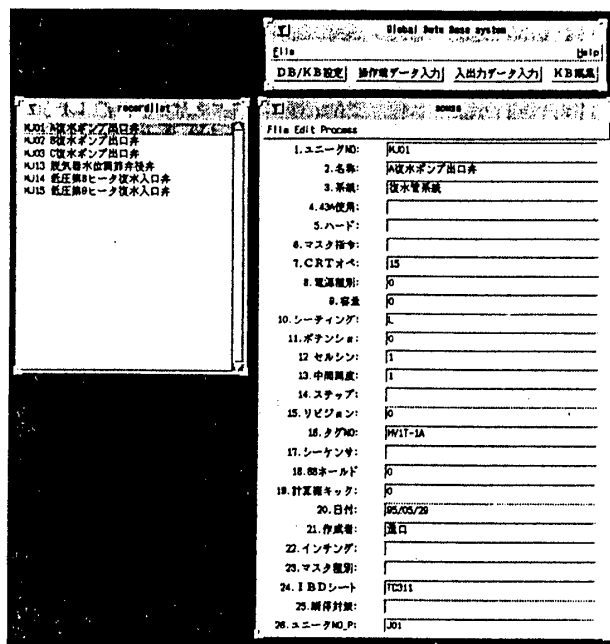 Global Data Base system
File Help
DB/KB設定 操作端データ入力 入出力データ入力 KB編集
recordlist
MJ01 A復水ポンプ出口弁
MJ02 B復水ポンプ出口弁
MJ03 C復水ポンプ出口弁
MJ13 脱気器水位調節弁後弁
MJ14 低圧第8ヒータ復水入口弁
MJ15 低圧第9ヒータ復水入口弁
File Edit Process
1.ユニークNO: MJ01
2.名称: A復水ポンプ出口弁
3.系統: 復水管系統
4.43A使用:
5.ハード:
6.マスク指令:
7.CRTオペ: 15
8.電源種別: 0
9.容量 0
10.シーティング: L
11.ポテンショ: 0
12 セルシン: 1
13.中間開度: 1
14.ステップ:
15.リビジョン: 0
16.タグNO: MV1T-1A
17.シーケンサ:
18.88ホールド 0
19.計算機キック: 0
20.日付: 95/05/29
21.作成者:
22.インチング:
23.マスク種別:
24.IBDシート: TC311
25.瞬停対策:
26.ユニークNO_P: J01